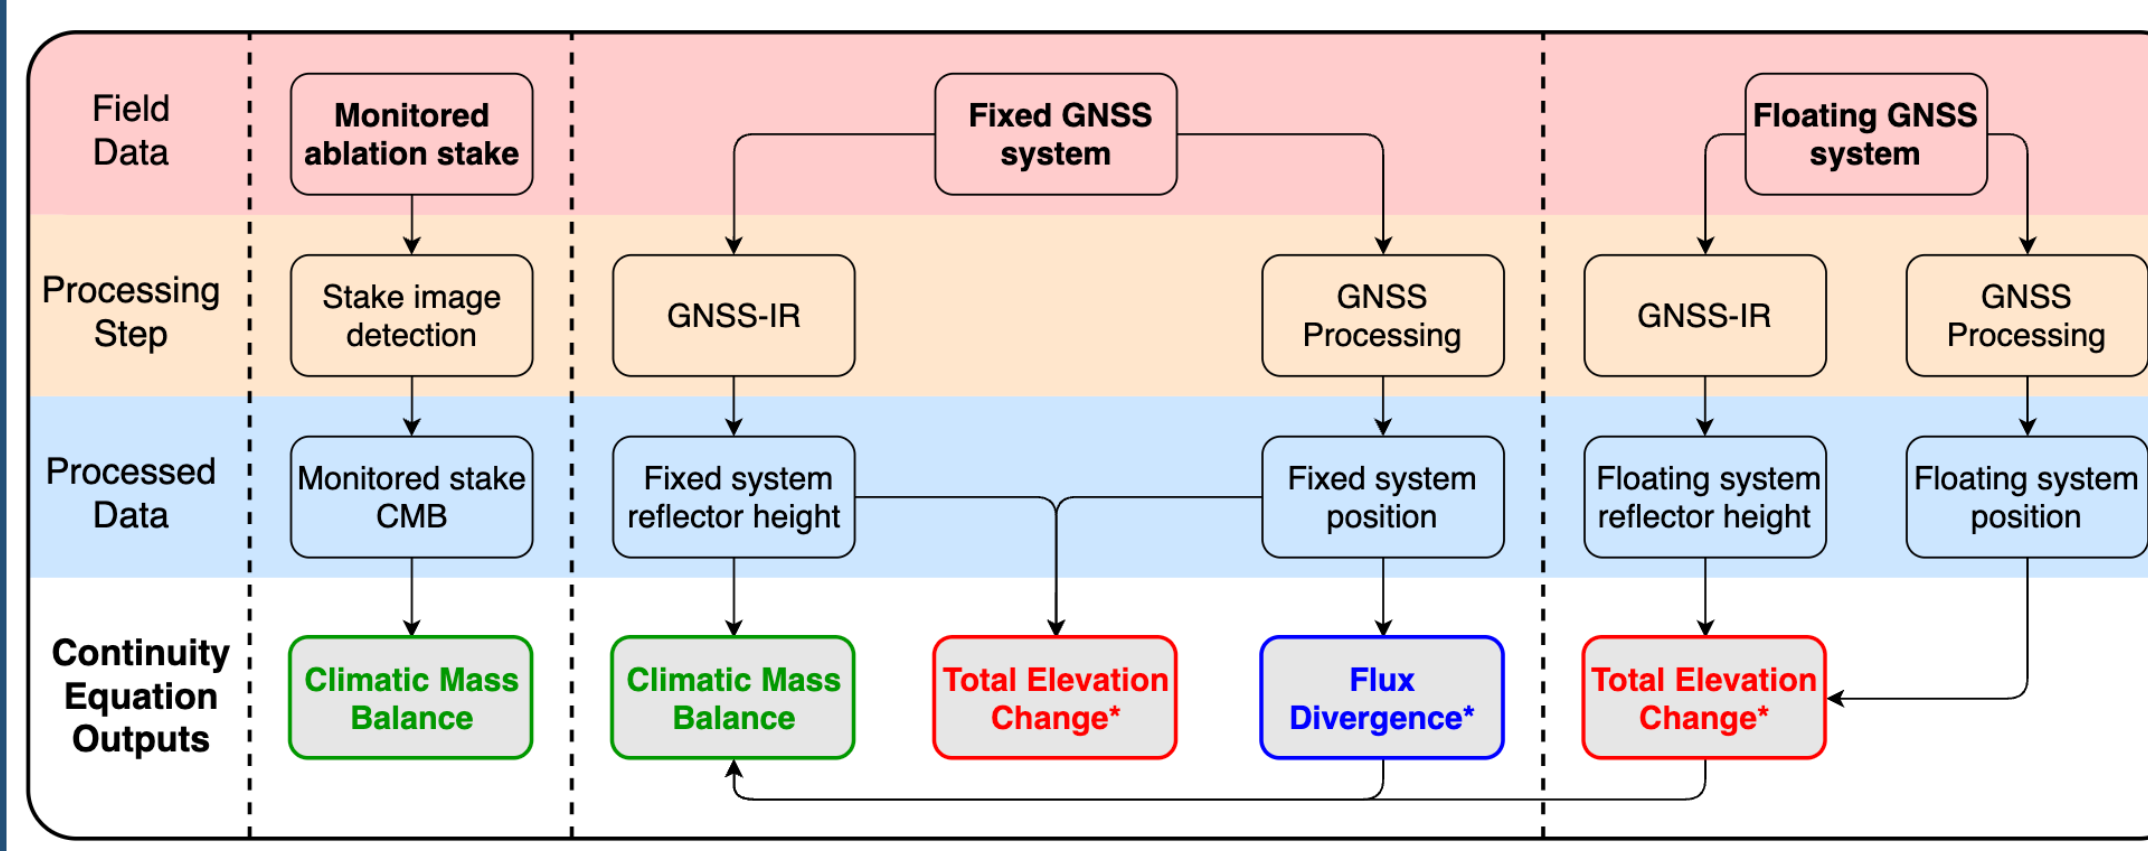 Field
Data
Monitored
ablation stake
Fixed GNSS
system
Floating GNSS
system
Processing
Step
Stake image
detection
GNSS-IR
GNSS
Processing
GNSS-IR
GNSS
Processing
Processed
Data
Monitored stake
CMB
Fixed system
reflector height
Fixed system
position
Floating system
reflector height
Floating system
position
Continuity
Equation
Outputs
Climatic Mass
Balance
Climatic Mass
Balance
Total Elevation
Change*
Flux
Divergence*
Total Elevation
Change*